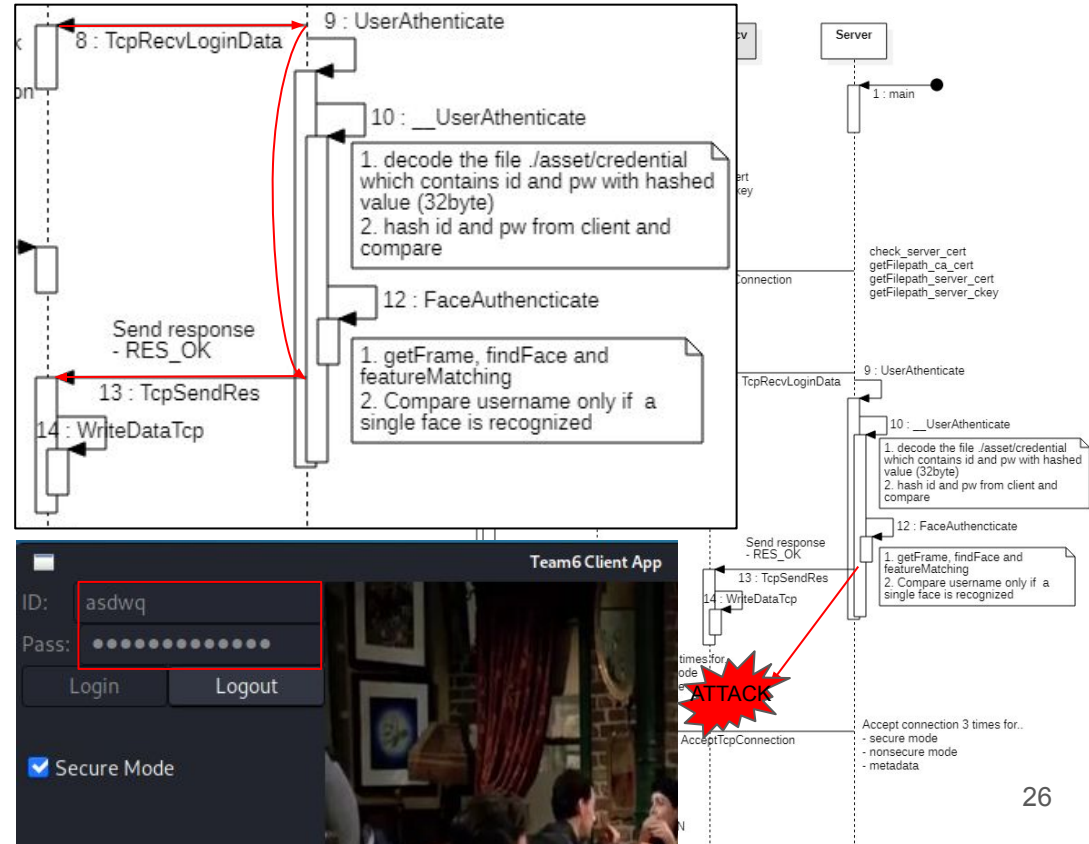 9 : UserAthenticate
8 : TcpRecvLoginData
10 : __UserAthenticate
1. decode the file ./asset/credential
which contains id and pw with hashed
value (32byte)
2. hash id and pw from client and
compare
12 : FaceAuthencticate
Send response
- RES_OK
1. getFrame, findFace and
featureMatching
2. Compare username only if a
single face is recognized
13 : TcpSendRes
14 : WriteDataTcp
Server
1 : main
check_server_cert
getFilepath_ca_cert
getFilepath_server_cert
getFilepath_server_ckey
TcpRecvLoginData
9 : UserAthenticate
10 : __UserAthenticate
1. decode the file ./asset/credential
which contains id and pw with hashed
value (32byte)
2. hash id and pw from client and
compare
12 : FaceAuthencticate
Send response
- RES_OK
1. getFrame, findFace and
featureMatching
2. Compare username only if a
single face is recognized
13 : TcpSendRes
14 : WriteDataTcp
times for
ATTACK
AcceptTcpConnection
Accept connection 3 times for..
- secure mode
- nonsecure mode
- metadata
Team6 Client App
ID: asdwq
Pass: ●●●●●●●●●●●●●
Login Logout
Secure Mode
26